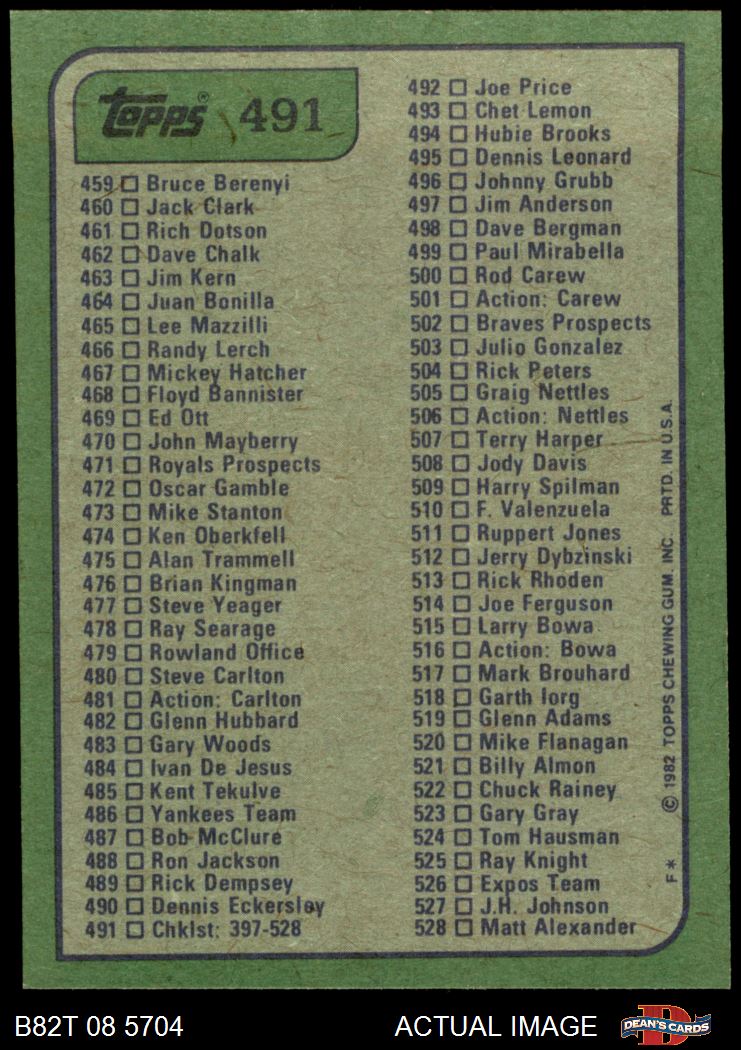 topps® 491
459 Bruce Berenyi
460 Jack Clark
461 Rich Dotson
462 Dave Chalk
463 Jim Kern
464 Juan Bonilla
465 Lee Mazzilli
466 Randy Lerch
467 Mickey Hatcher
468 Floyd Bannister
469 Ed Ott
470 John Mayberry
471 Royals Prospects
472 Oscar Gamble
473 Mike Stanton
474 Ken Oberkfell
475 Alan Trammell
476 Brian Kingman
477 Steve Yeager
478 Ray Searage
479 Rowland Office
480 Steve Carlton
481 Action: Carlton
482 Glenn Hubbard
483 Gary Woods
484 Ivan De Jesus
485 Kent Tekulve
486 Yankees Team
487 Bob McClure
488 Ron Jackson
489 Rick Dempsey
490 Dennis Eckersley
491 Chklst: 397-528
492 Joe Price
493 Chet Lemon
494 Hubie Brooks
495 Dennis Leonard
496 Johnny Grubb
497 Jim Anderson
498 Dave Bergman
499 Paul Mirabella
500 Rod Carew
501 Action: Carew
502 Braves Prospects
503 Julio Gonzalez
504 Rick Peters
505 Graig Nettles
506 Action: Nettles
507 Terry Harper
508 Jody Davis
509 Harry Spilman
510 F. Valenzuela
511 Ruppert Jones
512 Jerry Dybzinski
513 Rick Rhoden
514 Joe Ferguson
515 Larry Bowa
516 Action: Bowa
517 Mark Brouhard
518 Garth Iorg
519 Glenn Adams
520 Mike Flanagan
521 Billy Almon
522 Chuck Rainey
523 Gary Gray
524 Tom Hausman
525 Ray Knight
526 Expos Team
527 J.H. Johnson
528 Matt Alexander
F* © 1982 TOPPS CHEWING GUM. INC. PRTD. IN U.S.A.
B82T 08 5704 ACTUAL IMAGE DEAN'S CARDS